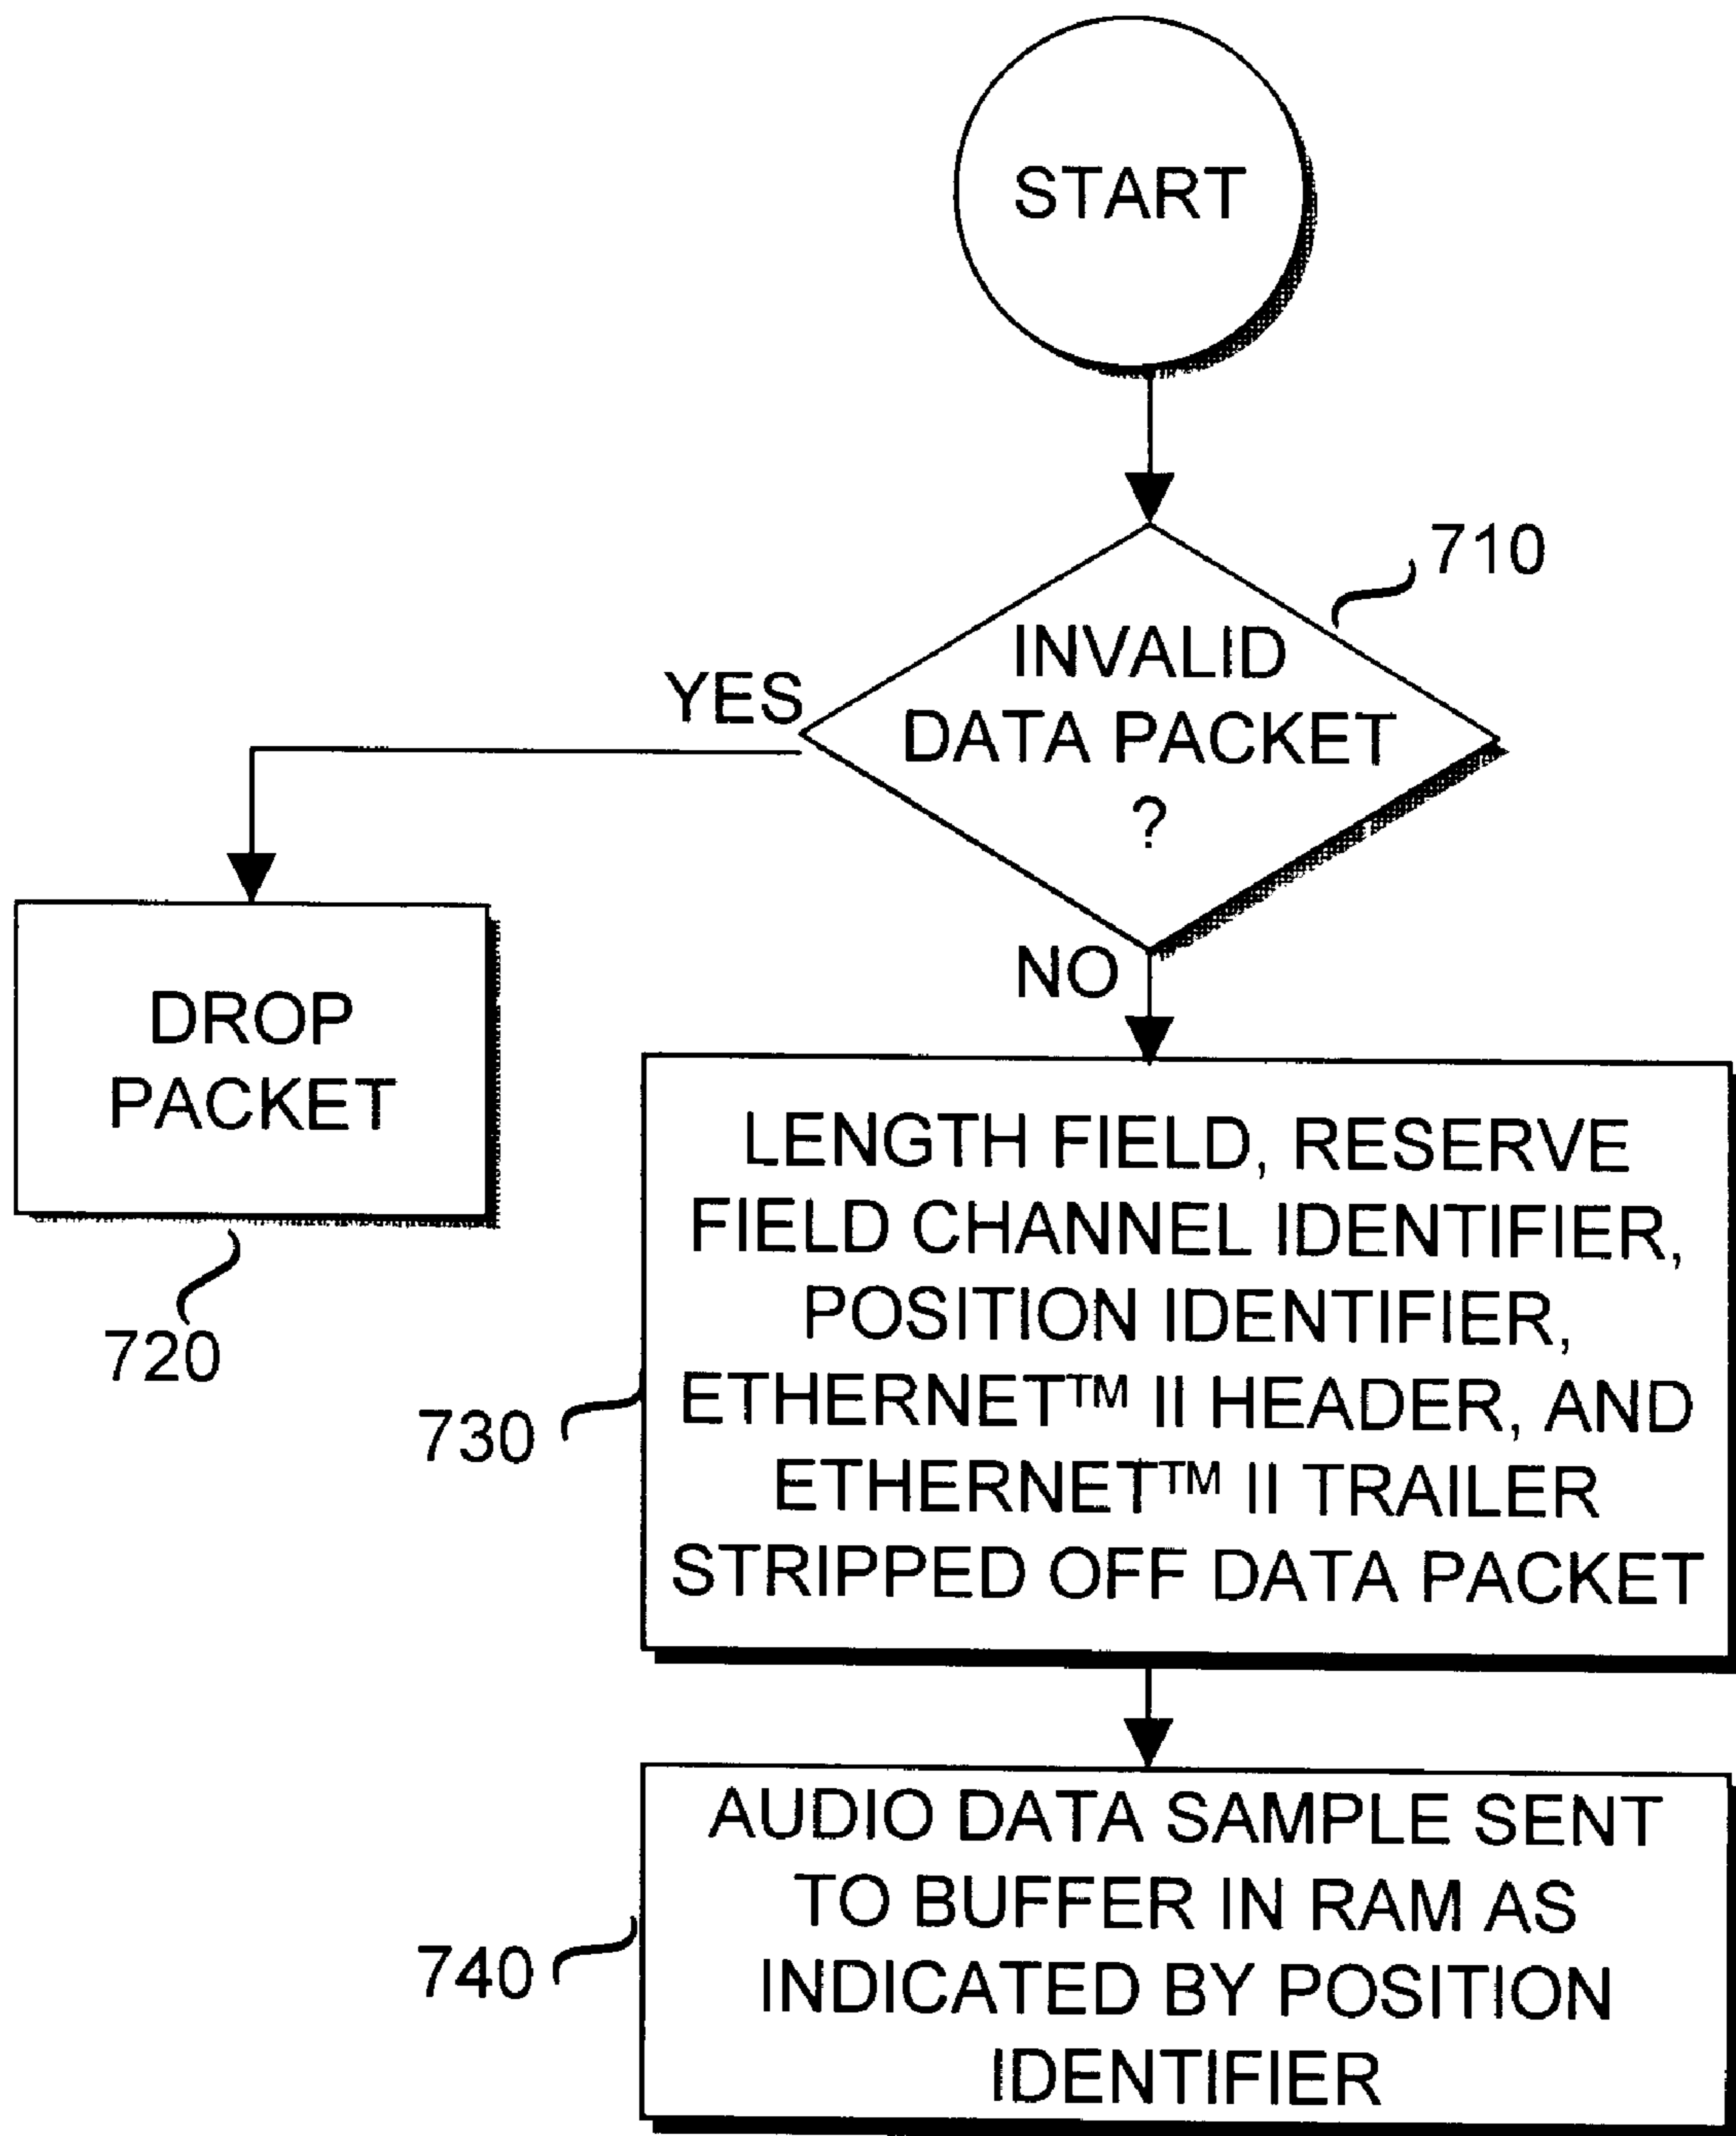 START
710
INVALID
DATA PACKET
?
YES
NO
DROP
PACKET
720
LENGTH FIELD, RESERVE
FIELD CHANNEL IDENTIFIER,
POSITION IDENTIFIER,
ETHERNET™ II HEADER, AND
ETHERNET™ II TRAILER
STRIPPED OFF DATA PACKET
730
AUDIO DATA SAMPLE SENT
TO BUFFER IN RAM AS
INDICATED BY POSITION
IDENTIFIER
740